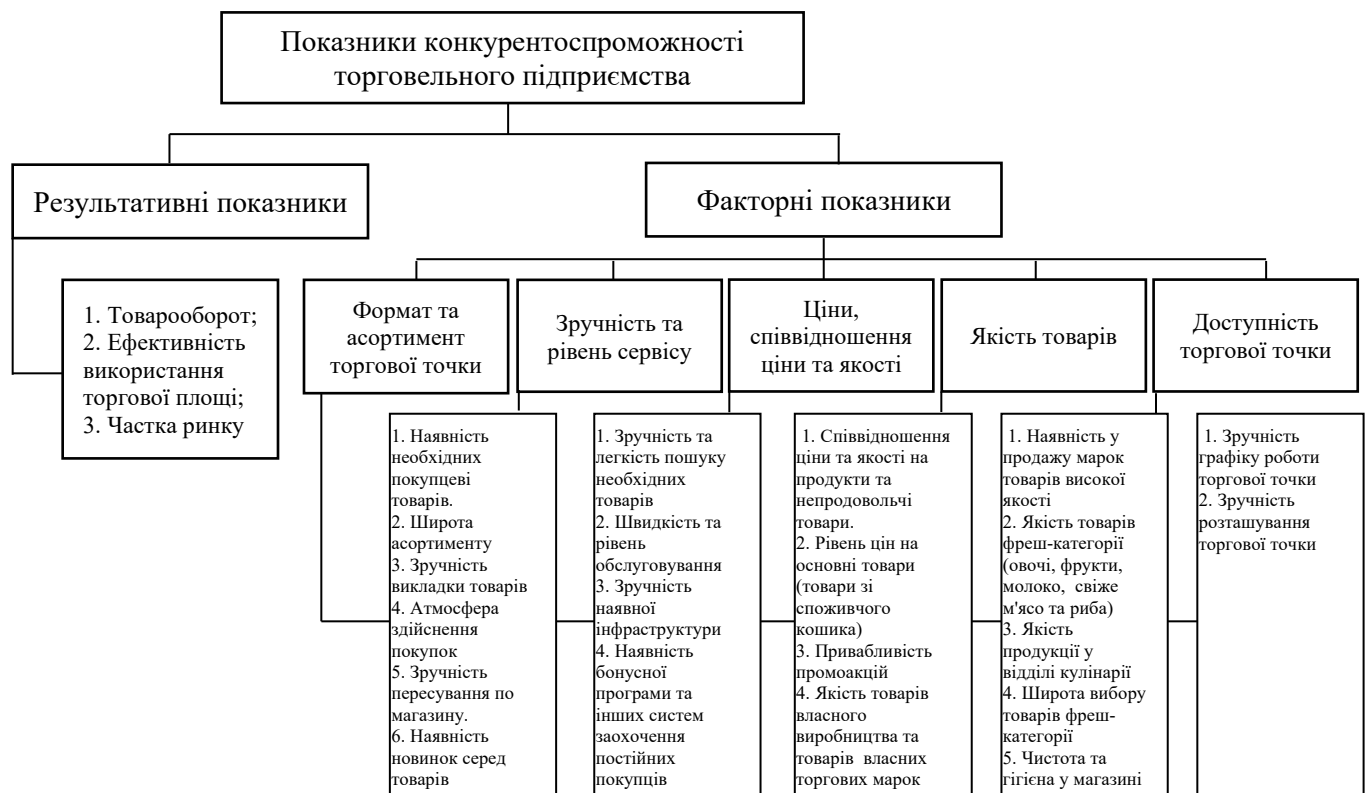 Показники конкурентоспроможності
торговельного підприємства
Результативні показники
Факторні показники
1. Товарооборот;
2. Ефективність
використання
торгової площі;
3. Частка ринку
Формат та
асортимент
торгової точки
Зручність та
рівень сервісу
Ціни,
співвідношення
ціни та якості
Якість товарів
Доступність
торгової точки
1. Наявність
необхідних
покупцеві
товарів.
2. Широта
асортименту
3. Зручність
викладки товарів
4. Атмосфера
здійснення
покупок
5. Зручність
пересування по
магазину.
6. Наявність
новинок серед
товарів
1. Зручність та
легкість пошуку
необхідних
товарів
2. Швидкість та
рівень
обслуговування
3. Зручність
наявної
інфраструктури
4. Наявність
бонусної
програми та
інших систем
заохочення
постійних
покупців
1. Співвідношення
ціни та якості на
продукти та
непродовольчі
товари.
2. Рівень цін на
основні товари
(товари зі
споживчого
кошика)
3. Привабливість
промоакцій
4. Якість товарів
власного
виробництва та
товарів власних
торгових марок
1. Наявність у
продажу марок
товарів високої
якості
2. Якість товарів
фреш-категорії
(овочі, фрукти,
молоко, свіже
м'ясо та риба)
3. Якість
продукції у
відділі кулінарії
4. Широта вибору
товарів фреш-
категорії
5. Чистота та
гігієна у магазині
1. Зручність
графіку роботи
торгової точки
2. Зручність
розташування
торгової точки